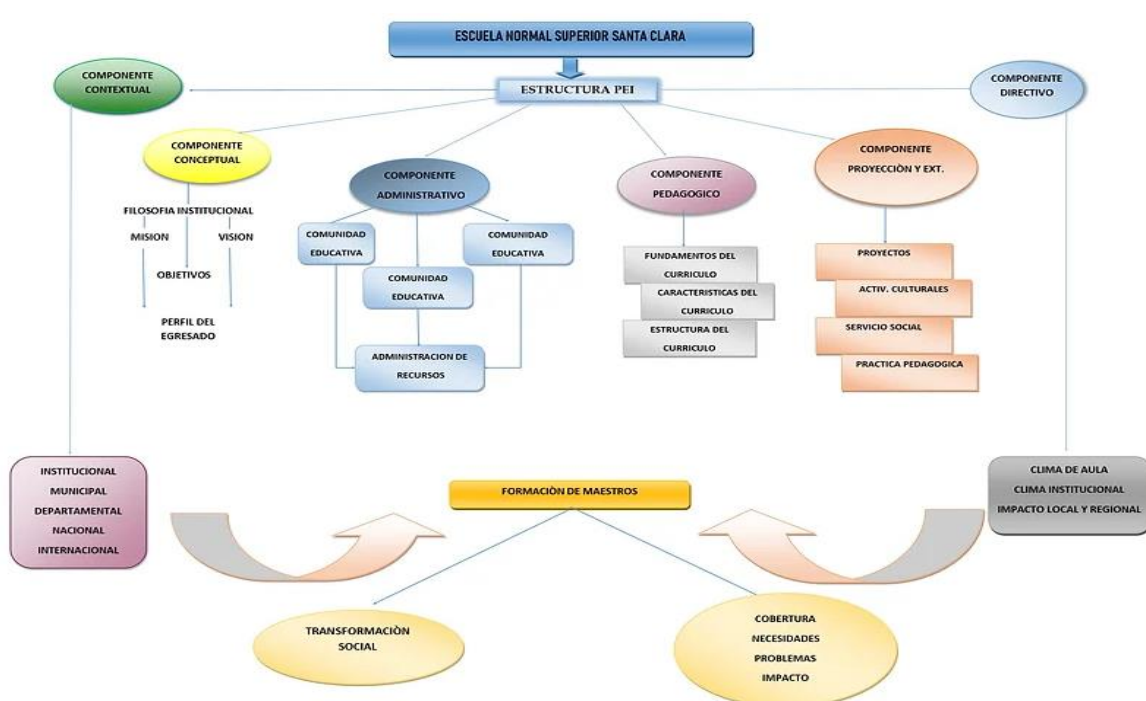 ESCUELA NORMAL SUPERIOR SANTA CLARA
ESTRUCTURA PEI
COMPONENTE
CONTEXTUAL
COMPONENTE
DIRECTIVO
COMPONENTE
CONCEPTUAL
FILOSOFIA INSTITUCIONAL
MISION
VISION
OBJETIVOS
PERFIL DEL
EGRESADO
COMPONENTE
ADMINISTRATIVO
COMUNIDAD
EDUCATIVA
COMUNIDAD
EDUCATIVA
COMUNIDAD
EDUCATIVA
ADMINISTRACION DE
RECURSOS
COMPONENTE
PEDAGOGICO
FUNDAMENTOS DEL
CURRICULO
CARACTERISTICAS DEL
CURRICULO
ESTRUCTURA DEL
CURRICULO
COMPONENTE
PROYECCIÒN Y EXT.
PROYECTOS
ACTIV. CULTURALES
SERVICIO SOCIAL
PRACTICA PEDAGOGICA
INSTITUCIONAL
MUNICIPAL
DEPARTAMENTAL
NACIONAL
INTERNACIONAL
FORMACIÒN DE MAESTROS
CLIMA DE AULA
CLIMA INSTITUCIONAL
IMPACTO LOCAL Y REGIONAL
TRANSFORMACIÒN
SOCIAL
COBERTURA
NECESIDADES
PROBLEMAS
IMPACTO